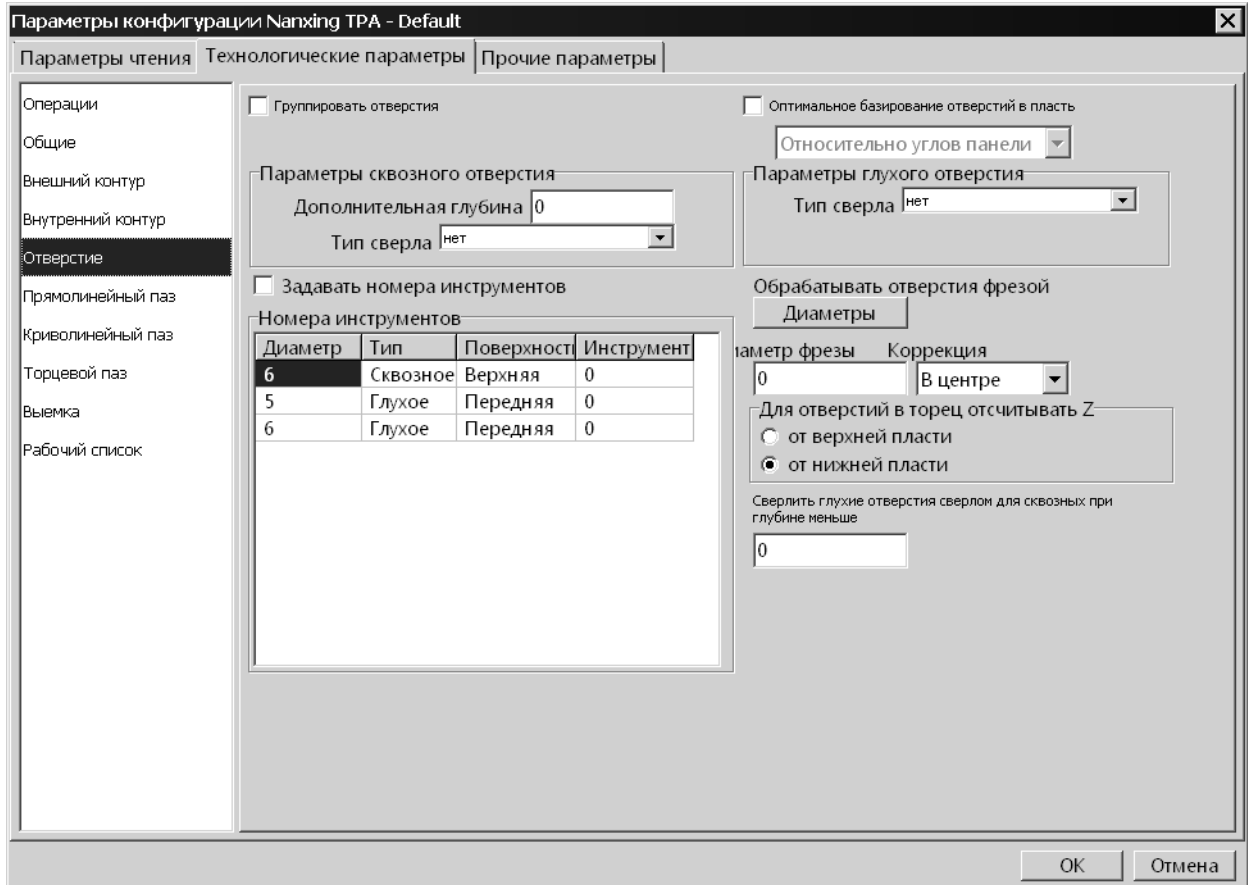 Параметры конфигурации Nanxing TPA - Default
Параметры чтения Технологические параметры Прочие параметры
Операции
Общие
Внешний контур
Внутренний контур
Отверстие
Прямолинейный паз
Криволинейный паз
Торцевой паз
Выемка
Рабочий список
Группировать отверстия
Оптимальное базирование отверстий в пласть
Относительно углов панели
Параметры сквозного отверстия
Дополнительная глубина 0
Тип сверла нет
Параметры глухого отверстия
Тип сверла нет
Задавать номера инструментов
Номера инструментов
Диаметр Тип Поверхност Инструмент
6 Сквозное Верхняя 0
5 Глухое Передняя 0
6 Глухое Передняя 0
Обрабатывать отверстия фрезой
Диаметры
иаметр фрезы Коррекция
0 В центре
Для отверстий в торец отсчитывать Z
от верхней пласти
от нижней пласти
Сверлить глухие отверстия сверлом для сквозных при
глубине меньше
0
OK Отмена